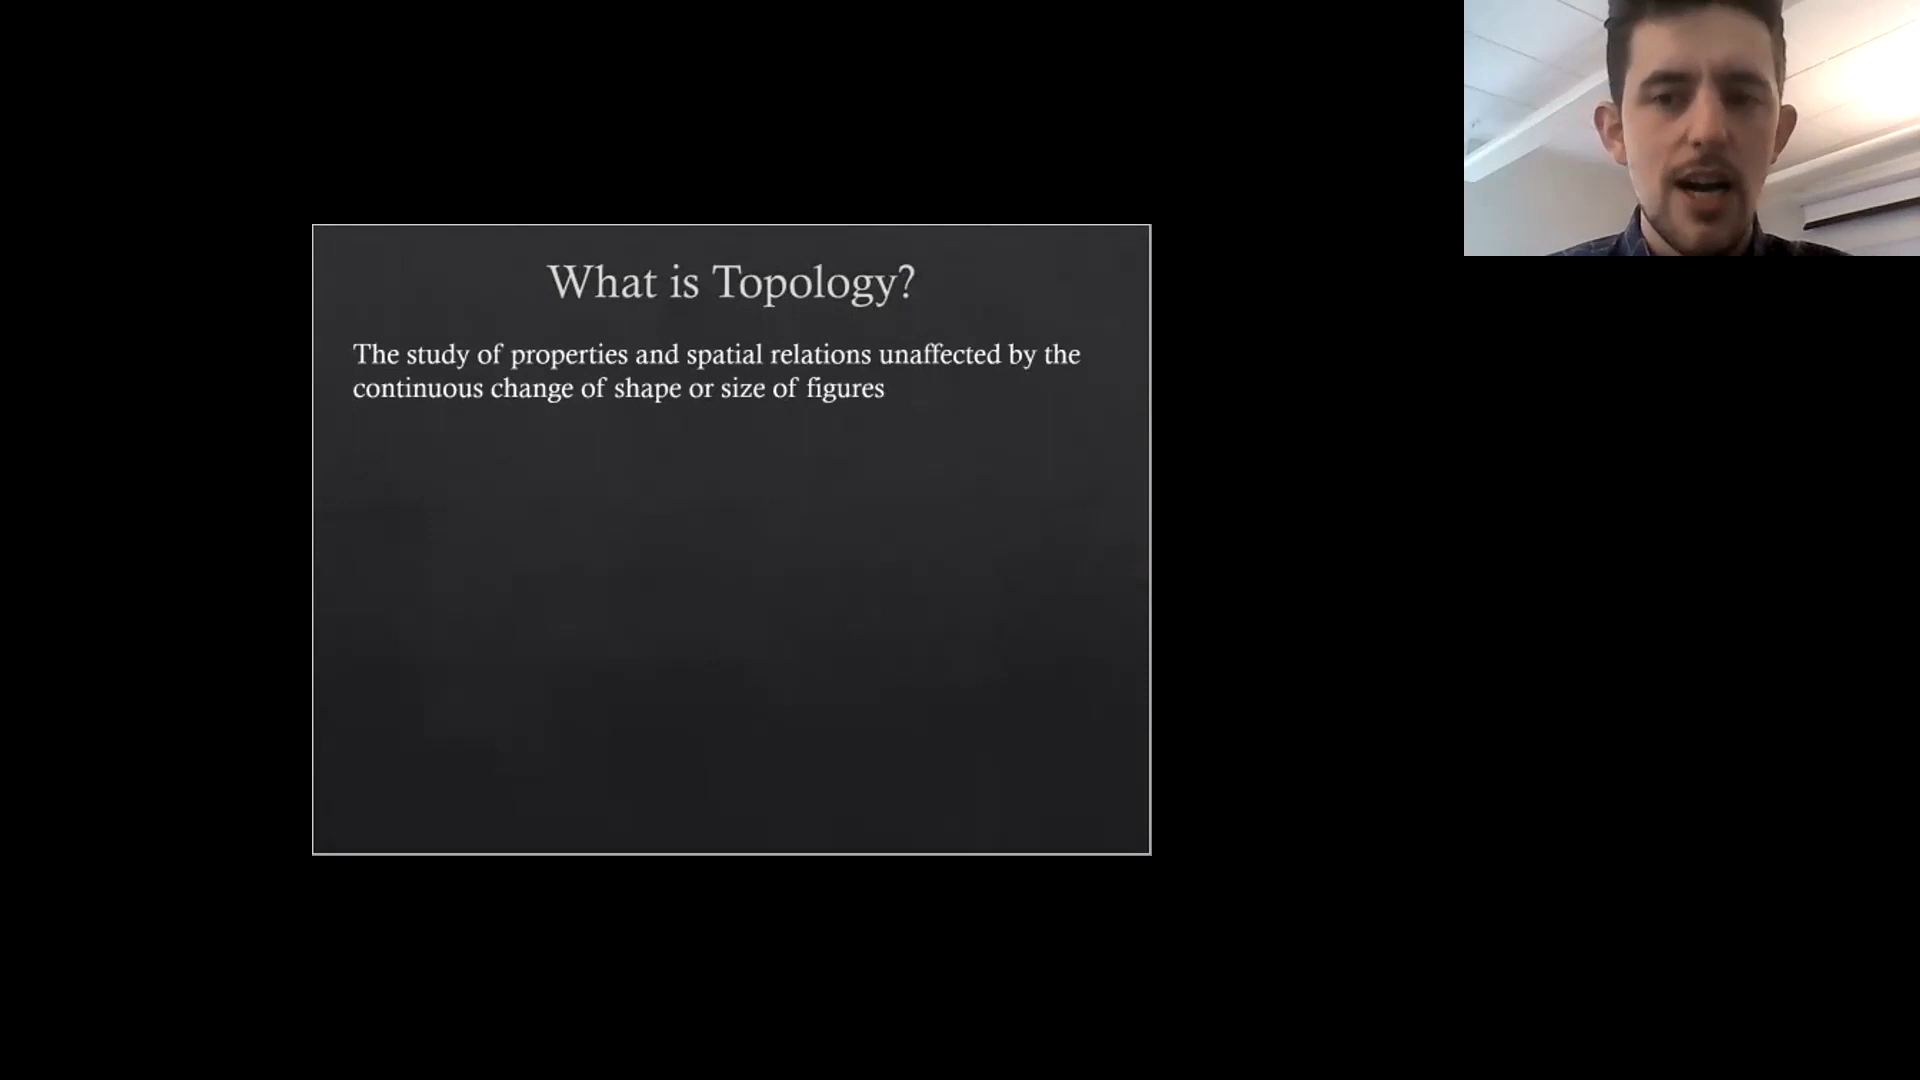 What is Topology?
The study of properties and spatial relations unaffected by the
continuous change of shape or size of figures